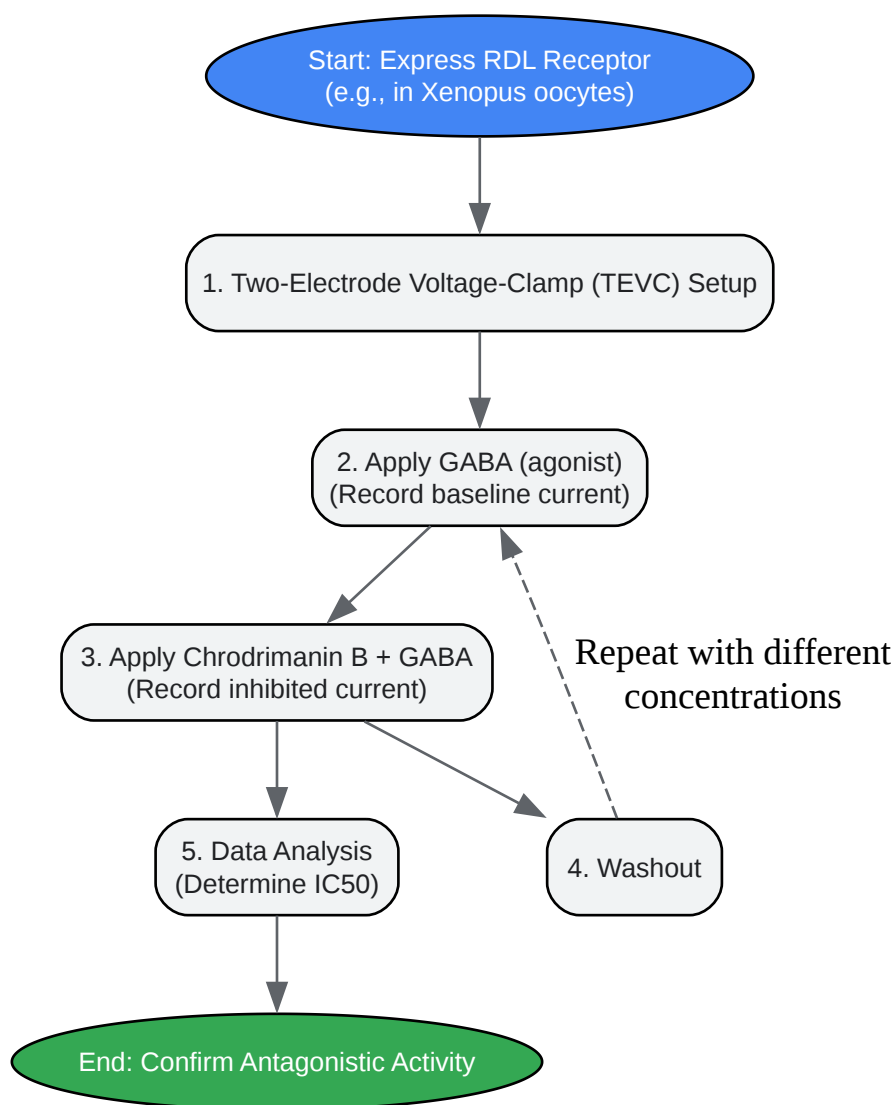 Start: Express RDL Receptor
(e.g., in Xenopus oocytes)
1. Two-Electrode Voltage-Clamp (TEVC) Setup
2. Apply GABA (agonist)
(Record baseline current)
3. Apply Chrodrimanin B + GABA
(Record inhibited current)
Repeat with different
concentrations
5. Data Analysis
(Determine IC50)
4. Washout
End: Confirm Antagonistic Activity